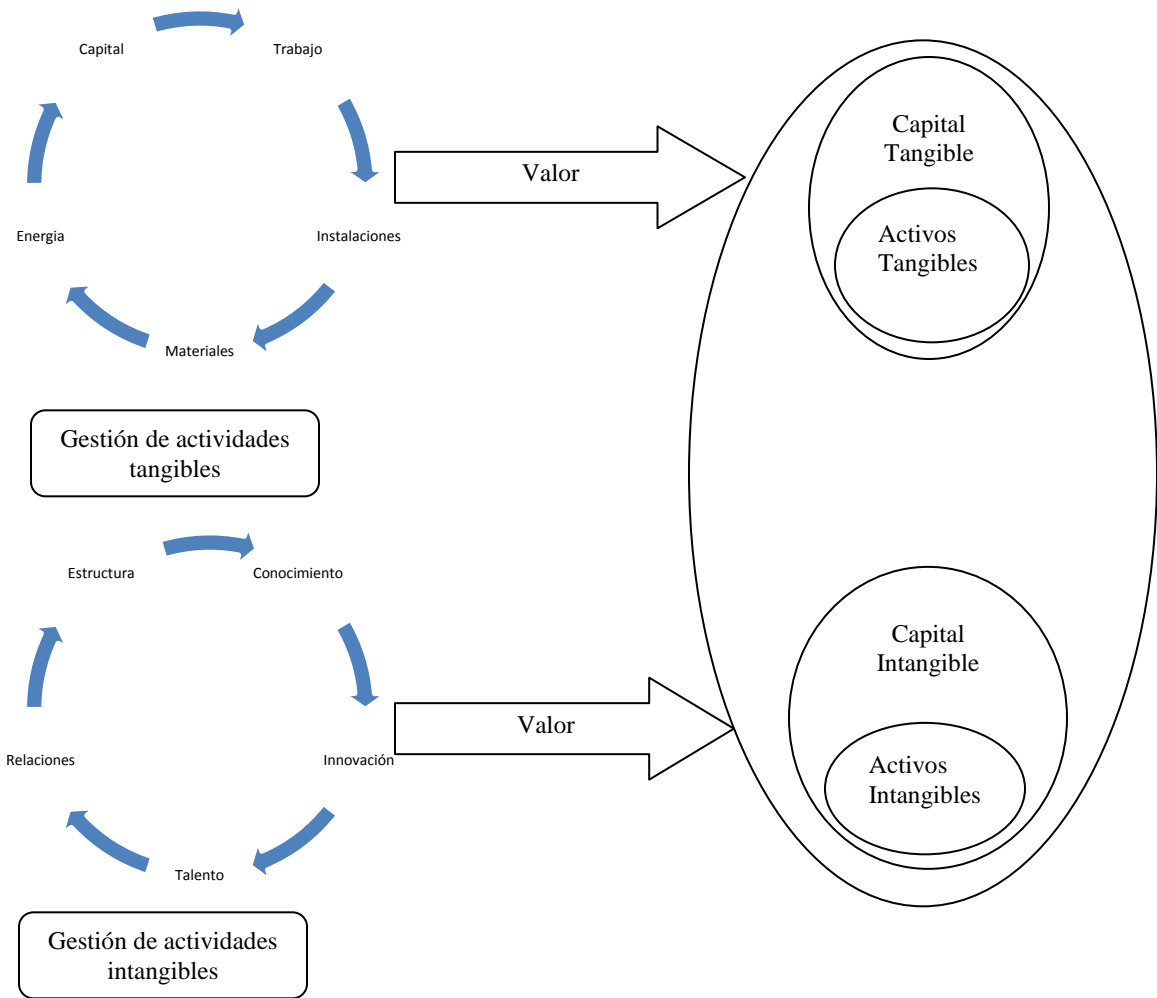 Capital
Trabajo
Energia
Instalaciones
Materiales
Gestión de actividades
tangibles
Valor
Capital
Tangible
Activos
Tangibles
Estructura
Conocimiento
Relaciones
Innovación
Talento
Gestión de actividades
intangibles
Valor
Capital
Intangible
Activos
Intangibles